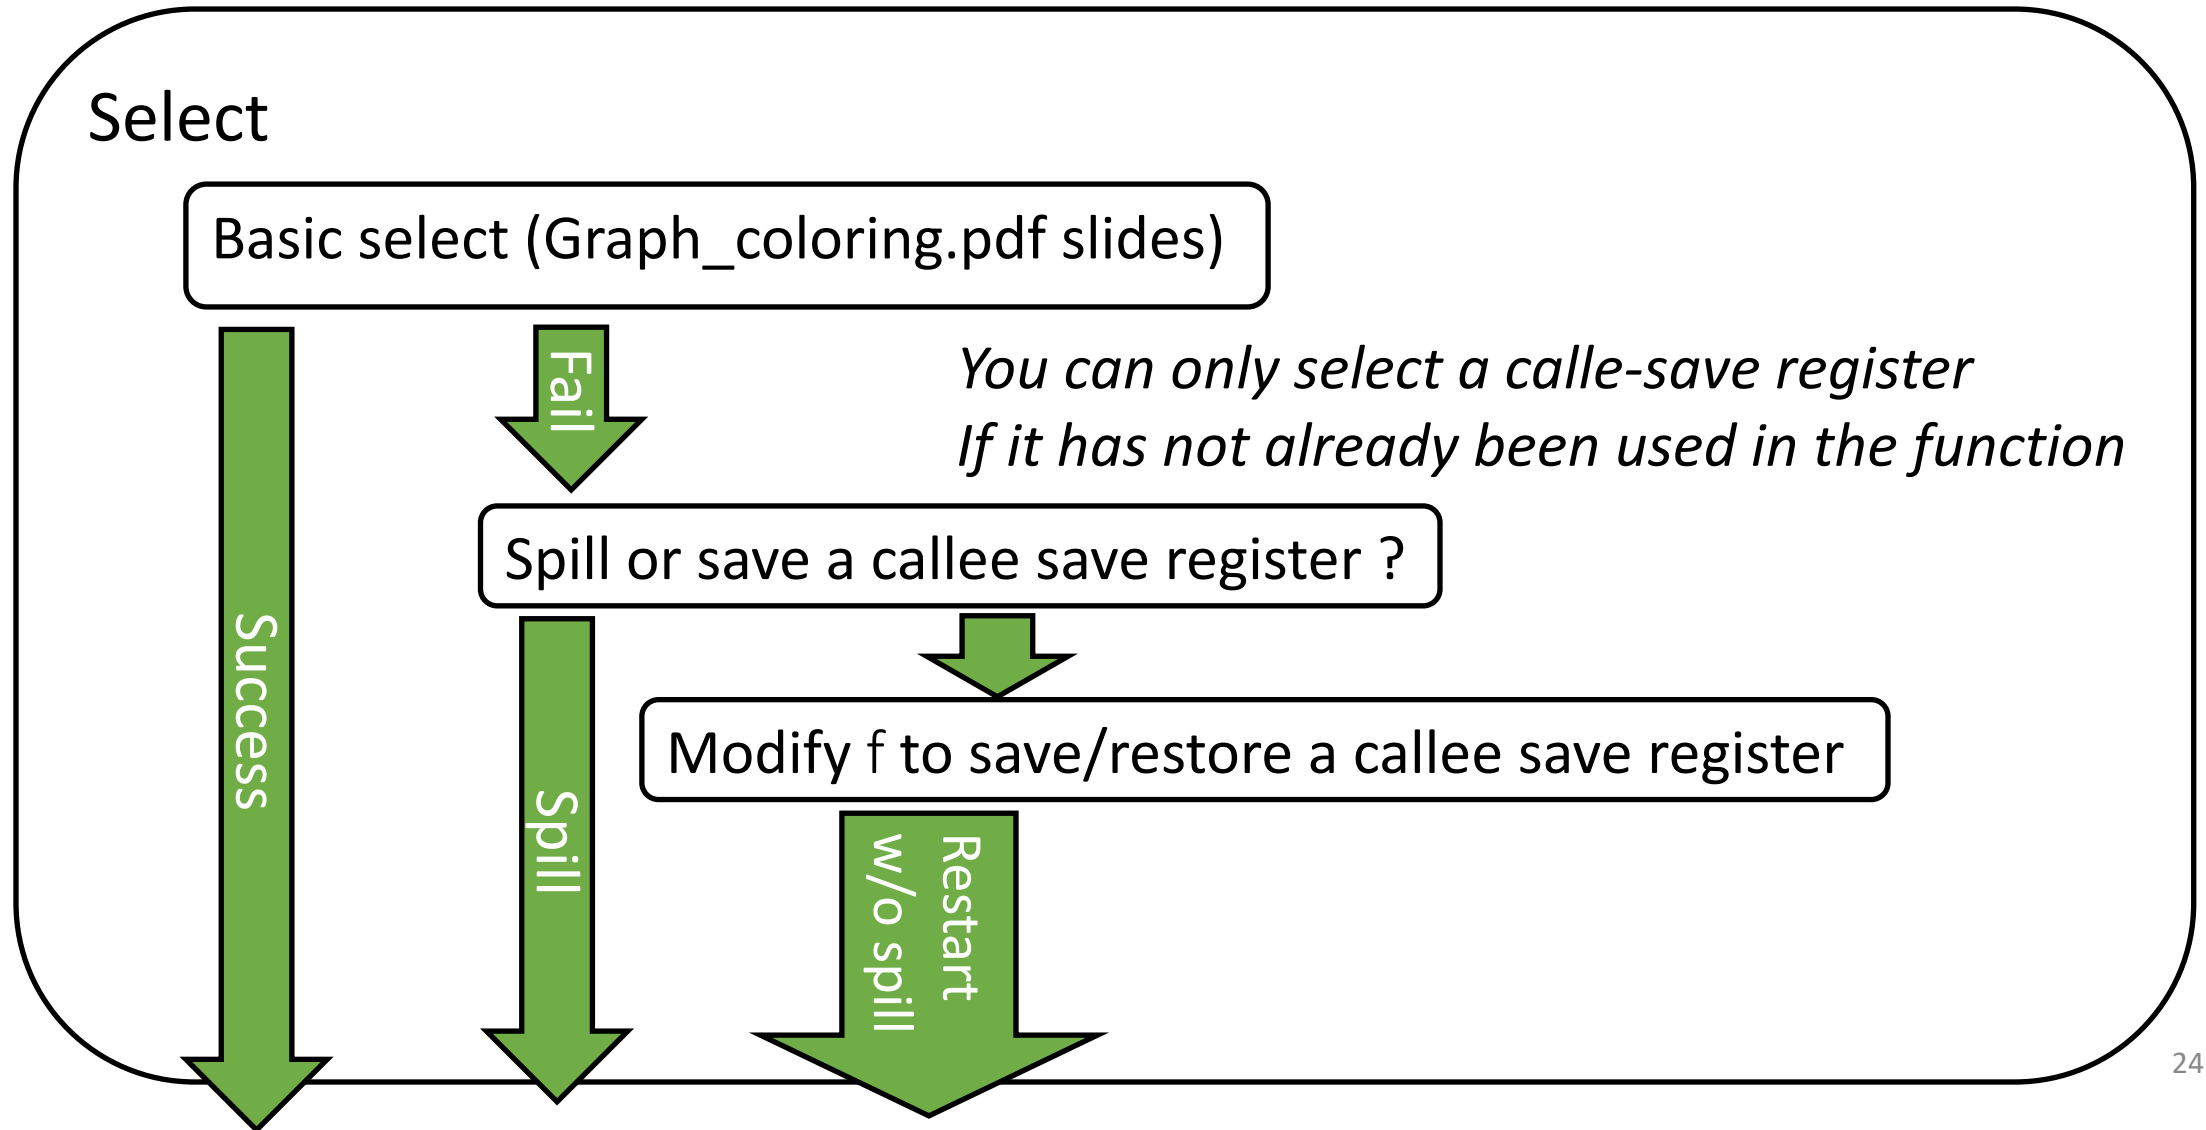 Select
Basic select (Graph_coloring.pdf slides)
Fail
You can only select a calle-save register
If it has not already been used in the function
Spill or save a callee save register ?
Success
Modify f to save/restore a callee save register
Spill
Restart
w/o spill
24